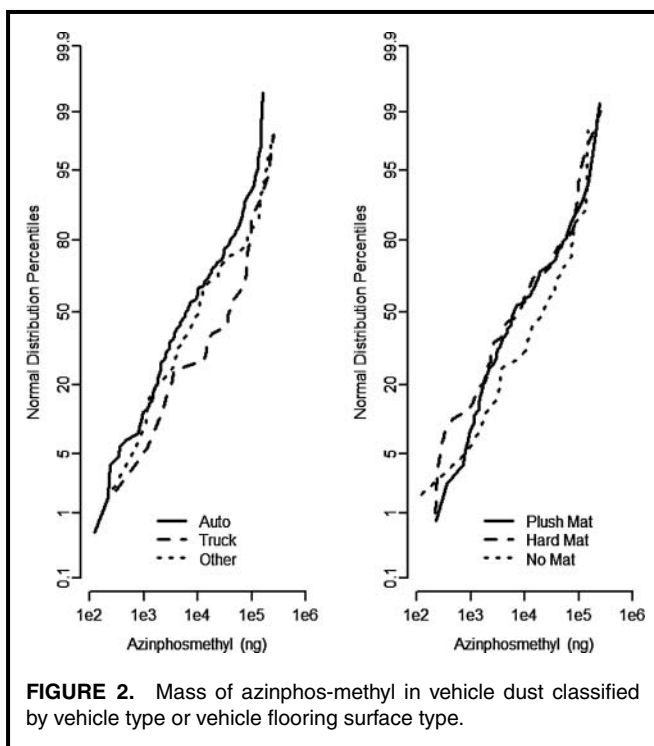 99.9
99
95
80
50
20
5
1
0.1
Normal Distribution Percentiles
Auto
Truck
Other
1e2 1e3 1e4 1e5 1e6
Azinphosmethyl (ng)
99.9
99
95
80
50
20
5
1
0.1
Normal Distribution Percentiles
Plush Mat
Hard Mat
No Mat
1e2 1e3 1e4 1e5 1e6
Azinphosmethyl (ng)
FIGURE 2. Mass of azinphos-methyl in vehicle dust classified
by vehicle type or vehicle flooring surface type.